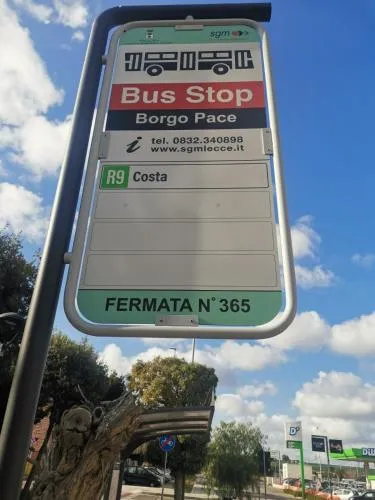 sgm
Bus Stop
Borgo Pace
i tel. 0832.340898
www.sgmlecce.it
R9 Costa
FERMATA N° 365